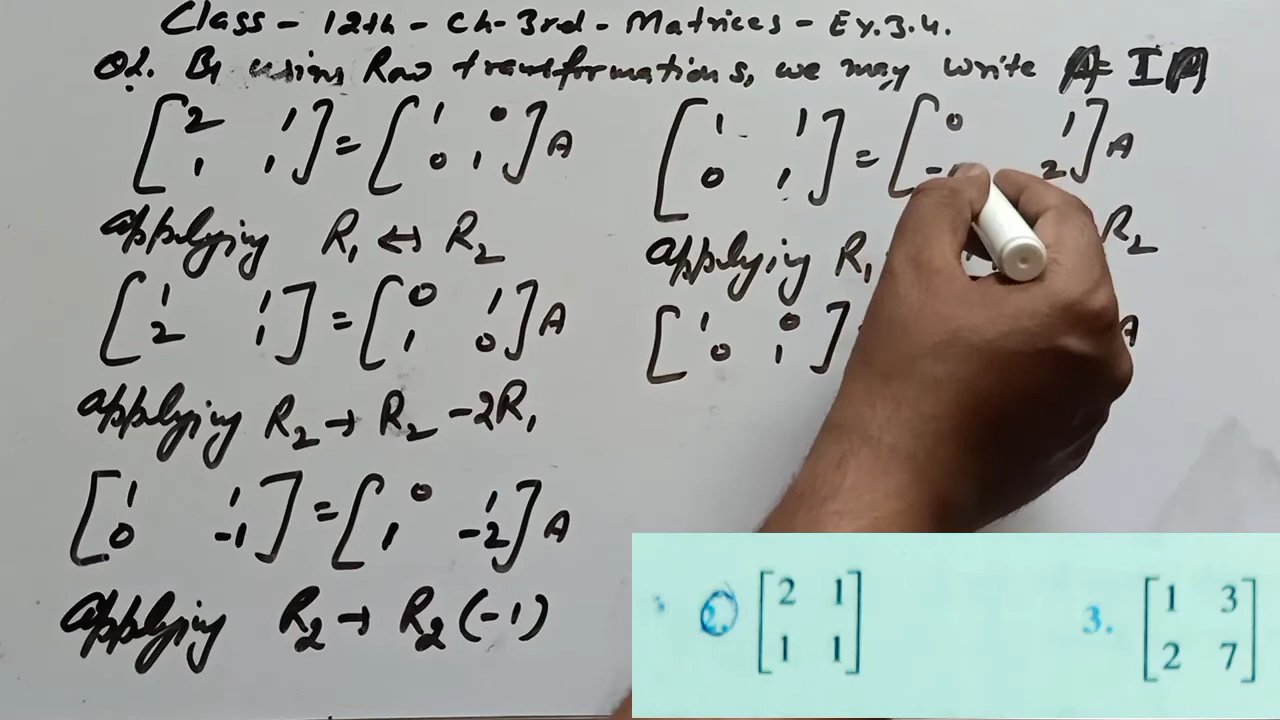 Class - 12th - Ch-3rd - Matrices - Ex.3.4.
Q2. By using Row transformations, we may write A = IA
[2 1
1 1] = [1 0
0 1] A
applying R₁ ↔ R₂
[1 1
2 1] = [0 1
1 0] A
applying R₂ → R₂ -2R₁
[1 1
0 -1] = [0 1
1 -2] A
applying R₂ → R₂ (-1)
[1 1
0 1] = [0 1
2] A
applying R₁ R₂
[1 0
0 1] A
[2 1
1 1]
3. [1 3
2 7]